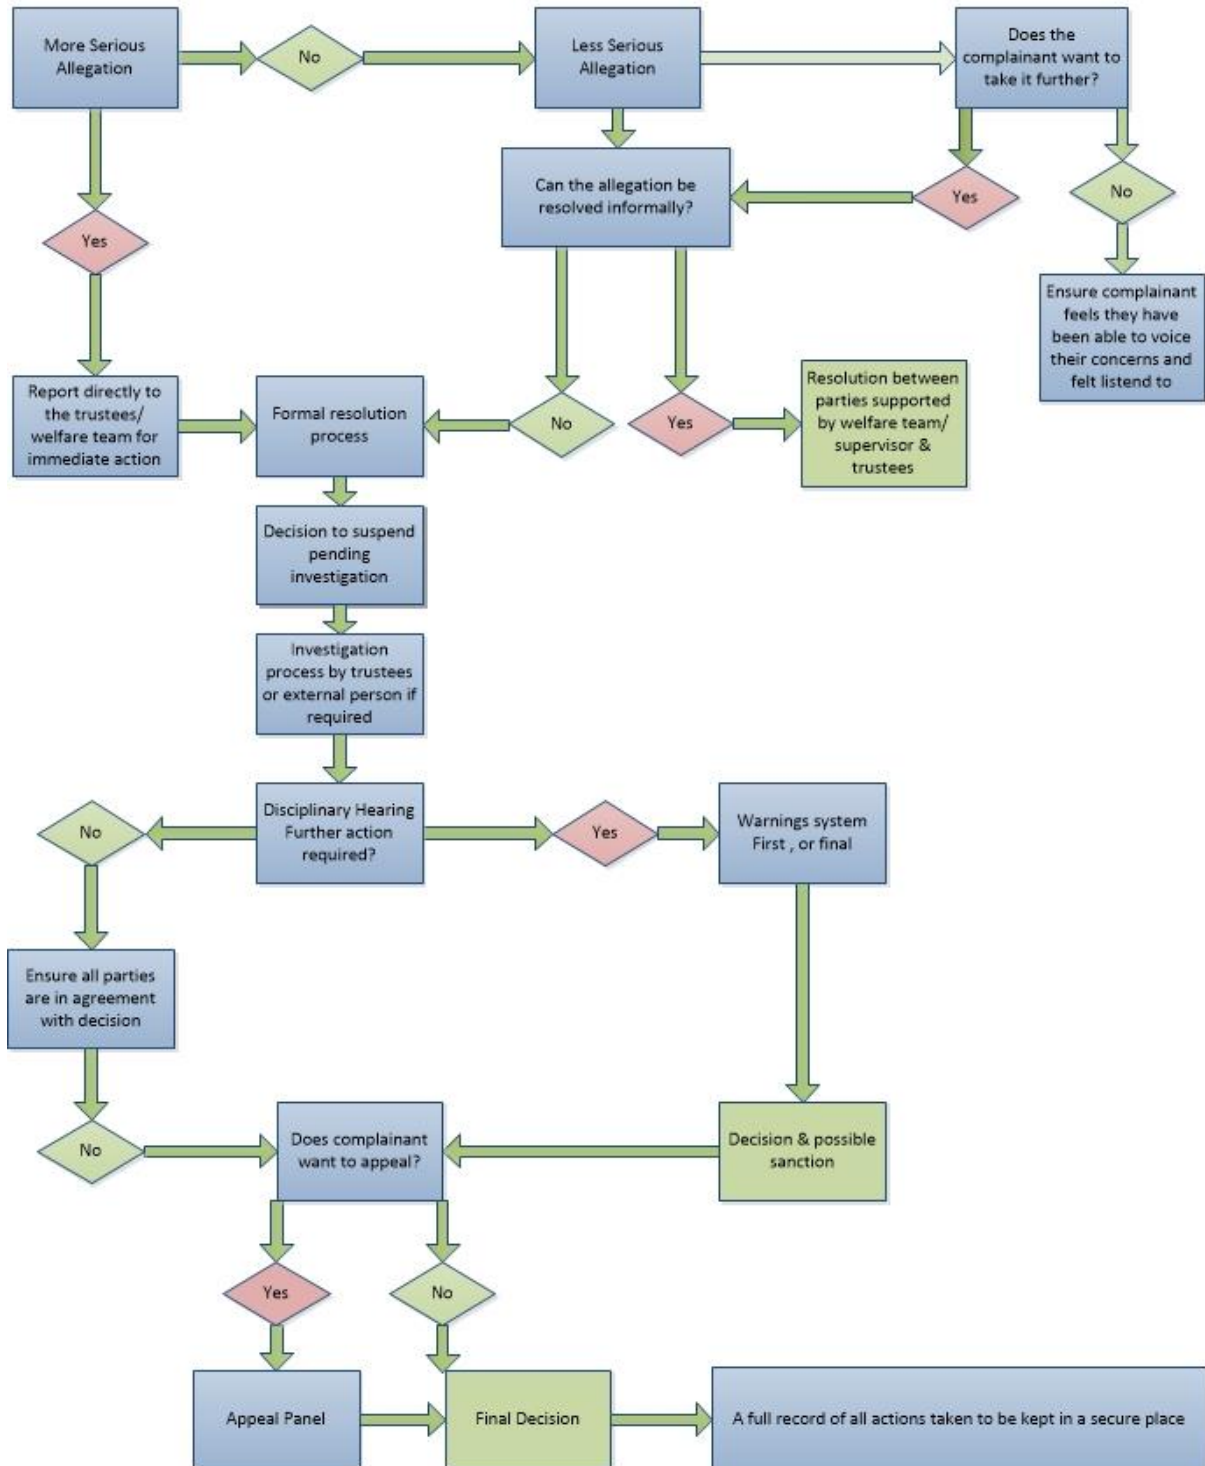 More Serious
Allegation
No
Less Serious
Allegation
Does the
complainant want to
take it further?
Can the allegation be
resolved informally?
Yes
No
Yes
Ensure complainant
feels they have
been able to voice
their concerns and
felt listend to
Report directly to
the trustees/
welfare team for
immediate action
Formal resolution
process
No
Yes
Resolution between
parties supported
by welfare team/
supervisor &
trustees
Decision to suspend
pending
investigation
Investigation
process by trustees
or external person if
required
No
Disciplinary Hearing
Further action
required?
Yes
Warnings system
First , or final
Ensure all parties
are in agreement
with decision
No
Does complainant
want to appeal?
Decision & possible
sanction
Yes
No
Appeal Panel
Final Decision
A full record of all actions taken to be kept in a secure place